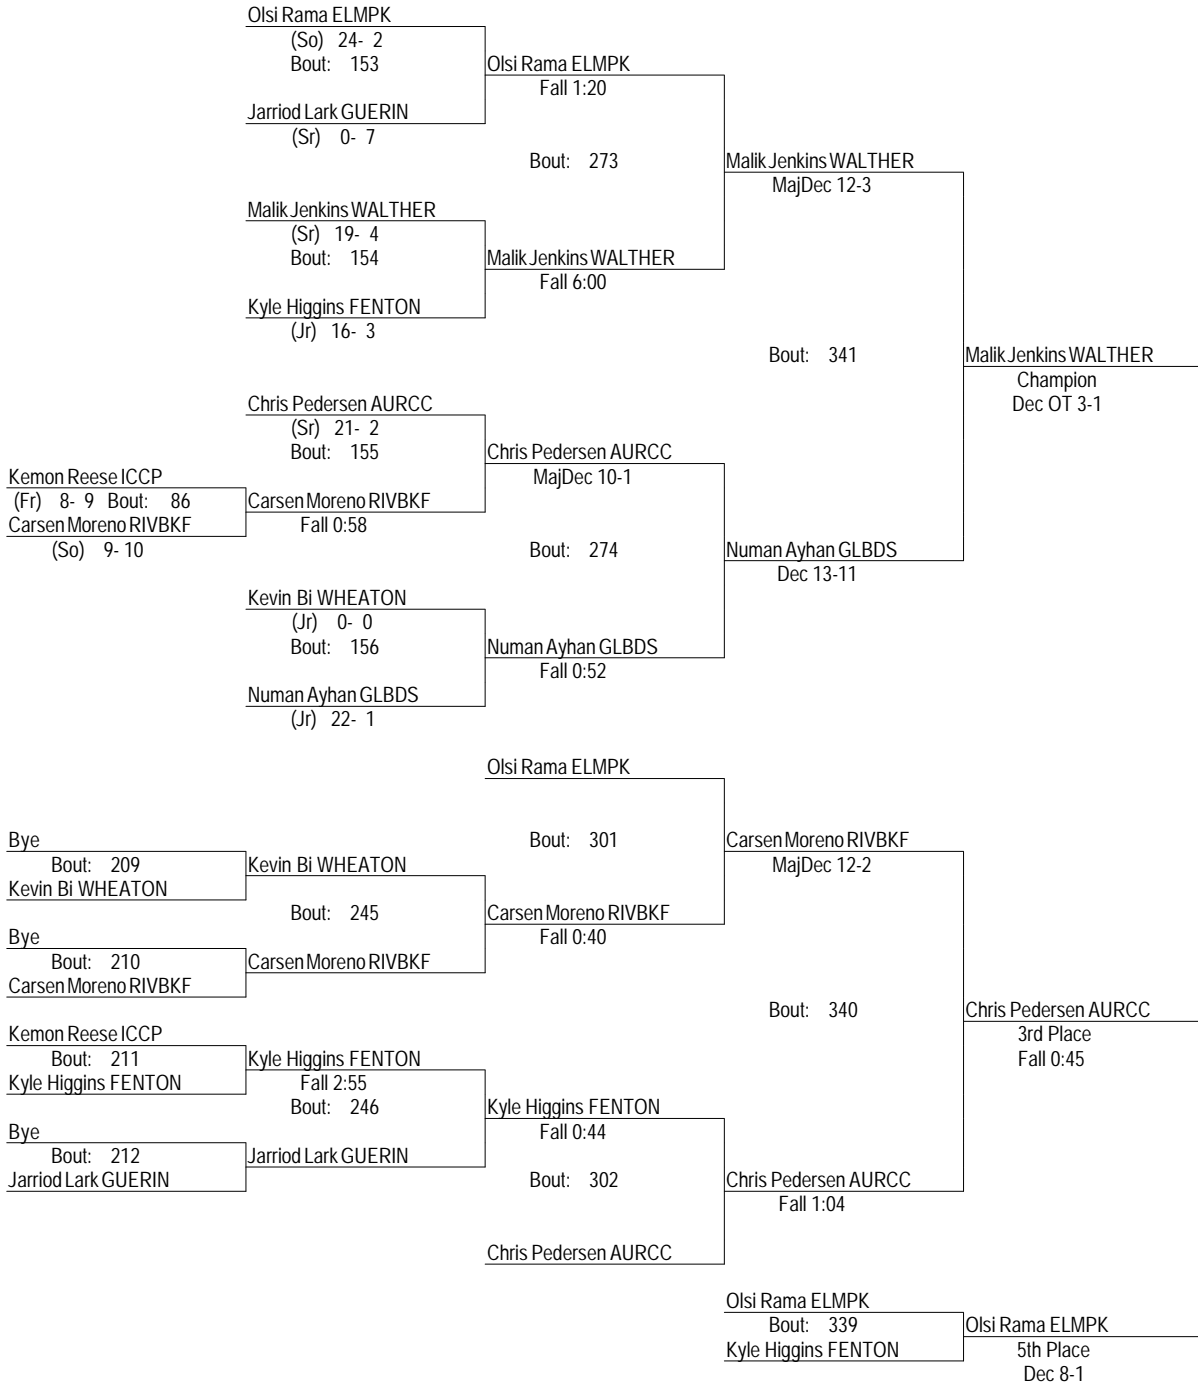 Olsi Rama ELMPK
(So) 24- 2
Bout: 153
Olsi Rama ELMPK
Fall 1:20
Jarriod Lark GUERIN
(Sr) 0- 7
Bout: 273
Malik Jenkins WALTHER
MajDec 12-3
Malik Jenkins WALTHER
(Sr) 19- 4
Bout: 154
Malik Jenkins WALTHER
Fall 6:00
Kyle Higgins FENTON
(Jr) 16- 3
Bout: 341
Malik Jenkins WALTHER
Champion
Dec OT 3-1
Chris Pedersen AURCC
(Sr) 21- 2
Bout: 155
Chris Pedersen AURCC
MajDec 10-1
Kemon Reese ICCP
(Fr) 8- 9 Bout: 86
Carsen Moreno RIVBKF
Carsen Moreno RIVBKF
Fall 0:58
(So) 9- 10
Bout: 274
Numan Ayhan GLBDS
Dec 13-11
Kevin Bi WHEATON
(Jr) 0- 0
Bout: 156
Numan Ayhan GLBDS
Fall 0:52
Numan Ayhan GLBDS
(Jr) 22- 1
Olsi Rama ELMPK
Bout: 301
Carsen Moreno RIVBKF
MajDec 12-2
Bye
Bout: 209
Kevin Bi WHEATON
Kevin Bi WHEATON
Bout: 245
Carsen Moreno RIVBKF
Fall 0:40
Bye
Bout: 210
Carsen Moreno RIVBKF
Carsen Moreno RIVBKF
Bout: 340
Chris Pedersen AURCC
3rd Place
Fall 0:45
Kemon Reese ICCP
Bout: 211
Kyle Higgins FENTON
Kyle Higgins FENTON
Fall 2:55
Bout: 246
Kyle Higgins FENTON
Fall 0:44
Bye
Bout: 212
Jarriod Lark GUERIN
Jarriod Lark GUERIN
Bout: 302
Chris Pedersen AURCC
Fall 1:04
Chris Pedersen AURCC
Olsi Rama ELMPK
Bout: 339
Kyle Higgins FENTON
Olsi Rama ELMPK
5th Place
Dec 8-1